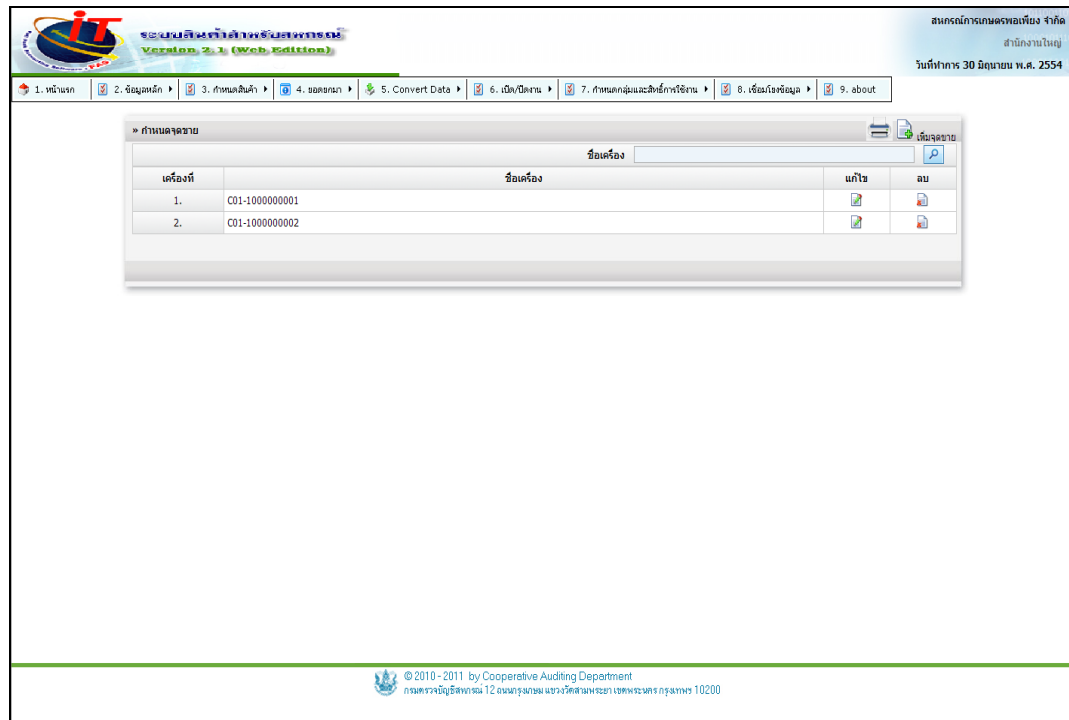 iT
ระบบสินค้าสำหรับสหกรณ์
Version 2.1 (Web Edition)
สหกรณ์การเกษตรพอเพียง จำกัด
สำนักงานใหญ่
วันที่ทำการ 30 มิถุนายน พ.ศ. 2554
1. หน้าแรก 2. ข้อมูลหลัก 3. กำหนดสินค้า 4. ยอดยกมา 5. Convert Data 6. เปิด/ปิดงาน 7. กำหนดกลุ่มและสิทธิ์การใช้งาน 8. เชื่อมโยงข้อมูล 9. about
» กำหนดจุดขาย เพิ่มจุดขาย
ชื่อเครื่อง
เครื่องที่ ชื่อเครื่อง แก้ไข ลบ
1. C01-1000000001
2. C01-1000000002
© 2010 - 2011 by Cooperative Auditing Department
กรมตรวจบัญชีสหกรณ์ 12 ถนนกรุงเกษม แขวงวัดสามพระยา เขตพระนคร กรุงเทพฯ 10200